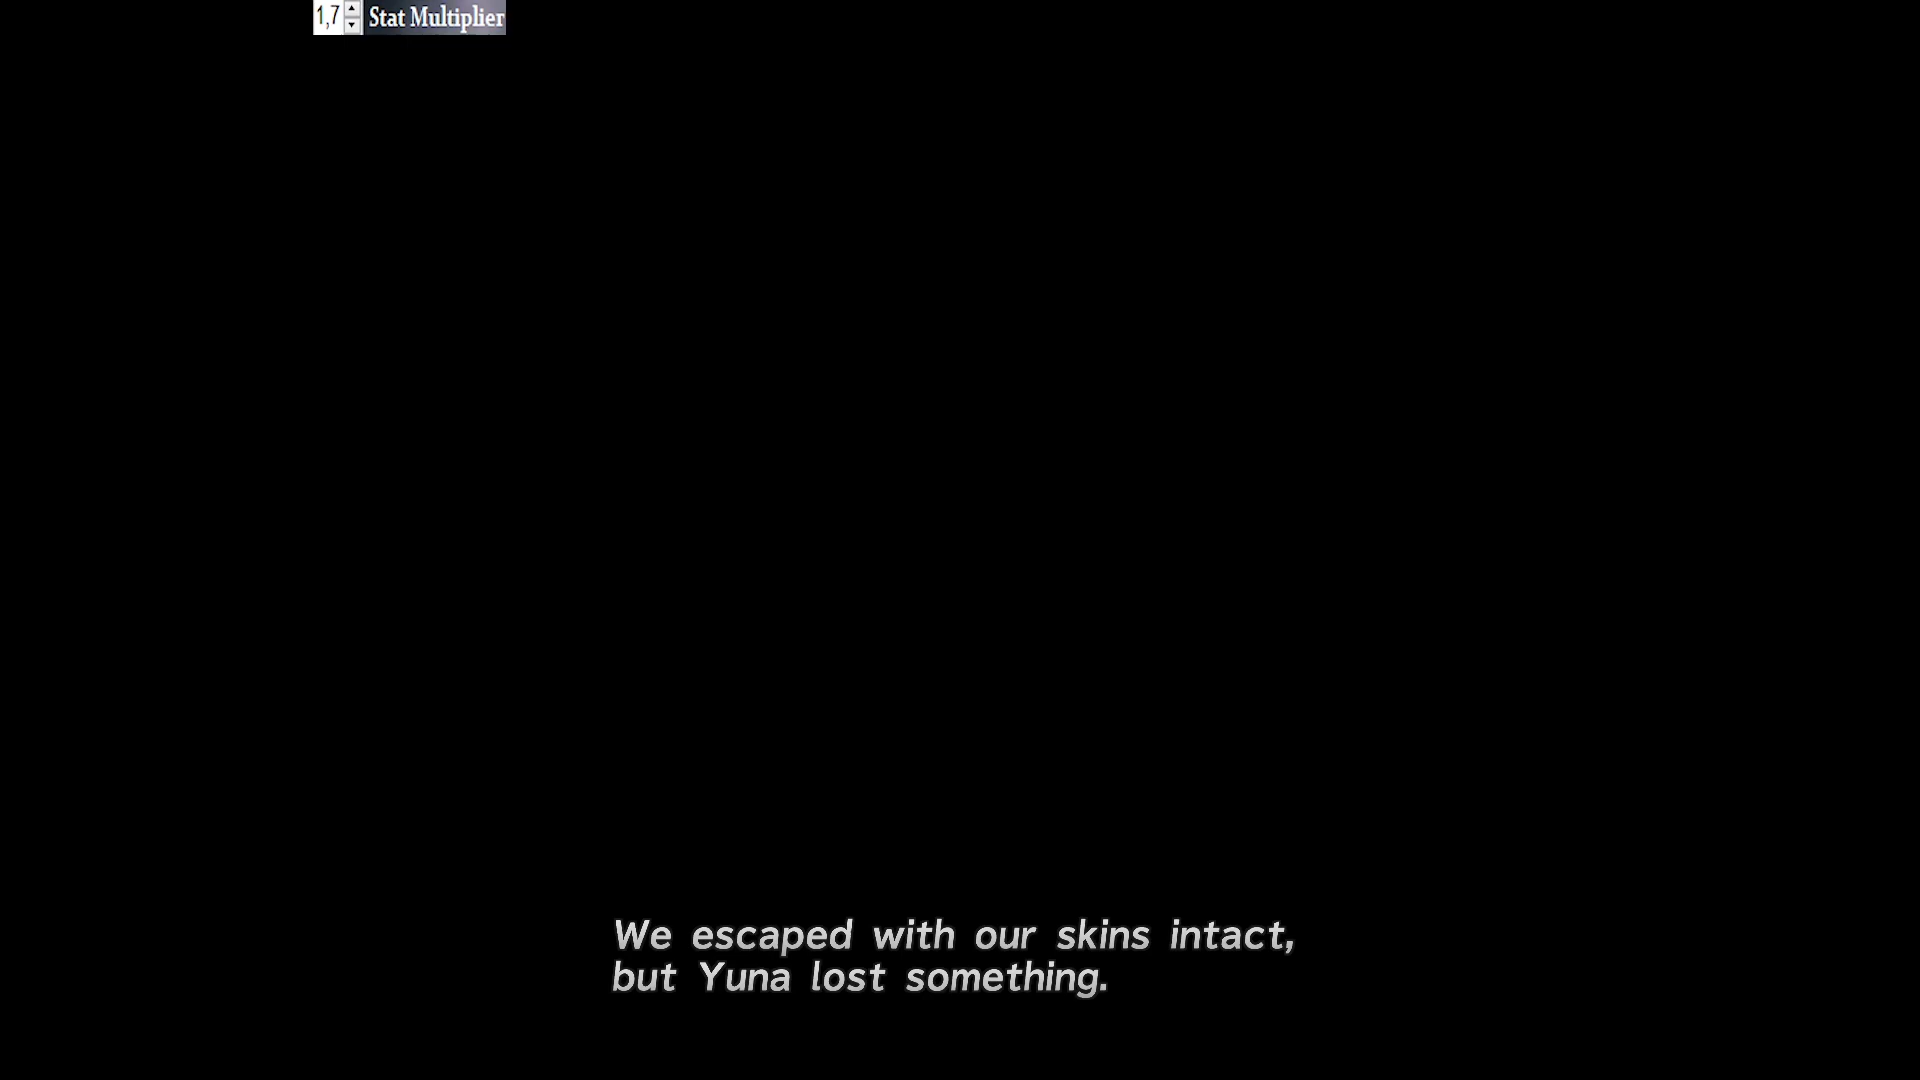 1,7 Stat Multiplier
We escaped with our skins intact,
but Yuna lost something.